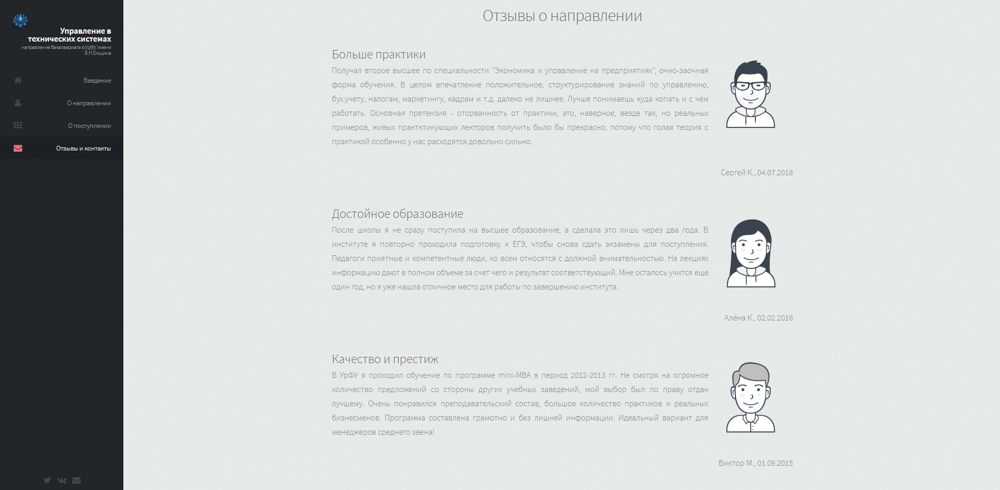 Управление в
технических системах
направление бакалавриата в УрФУ имени
Б.Н.Ельцина
Введение
О направлении
О поступлении
Отзывы и контакты
Отзывы о направлении
Больше практики
Получал второе высшее по специальности "Экономика и управление на предприятиях", очно-заочная
форма обучения. В целом впечатление положительное, структурирование знаний по управлению,
бух.учету, налогам, маркетингу, кадрам и т.д. далеко не лишнее. Лучше понимаешь куда копать и с чем
работать. Основная претензия - оторванность от практики, это, наверное, везде так, но реальных
примеров, живых практктикующих лекторов получить было бы прекрасно, потому что голая теория с
практикой особенно у нас расходятся довольно сильно.
Сергей К., 04.07.2018
Достойное образование
После школы я не сразу поступила на высшее образование, а сделала это лишь через два года. В
институте я повторно проходила подготовку к ЕГЭ, чтобы снова сдать экзамены для поступления.
Педагоги приятные и компетентные люди, ко всем относятся с должной внимательностью. На лекциях
информацию дают в полном объеме за счет чего и результат соответствующий. Мне осталось учится еще
один год, но я уже нашла отличное место для работы по завершению института.
Алёна К., 02.02.2016
Качество и престиж
В УрФУ я проходил обучение по программе mini-MBA в период 2012-2013 гг. Не смотря на огромное
количество предложений со стороны других учебных заведений, мой выбор был по праву отдан
лучшему. Очень понравился преподавательский состав, большое количество практиков и реальных
бизнесменов. Программа составлена грамотно и без лишней информации. Идеальный вариант для
менеджеров среднего звена!
Виктор М., 01.09.2015